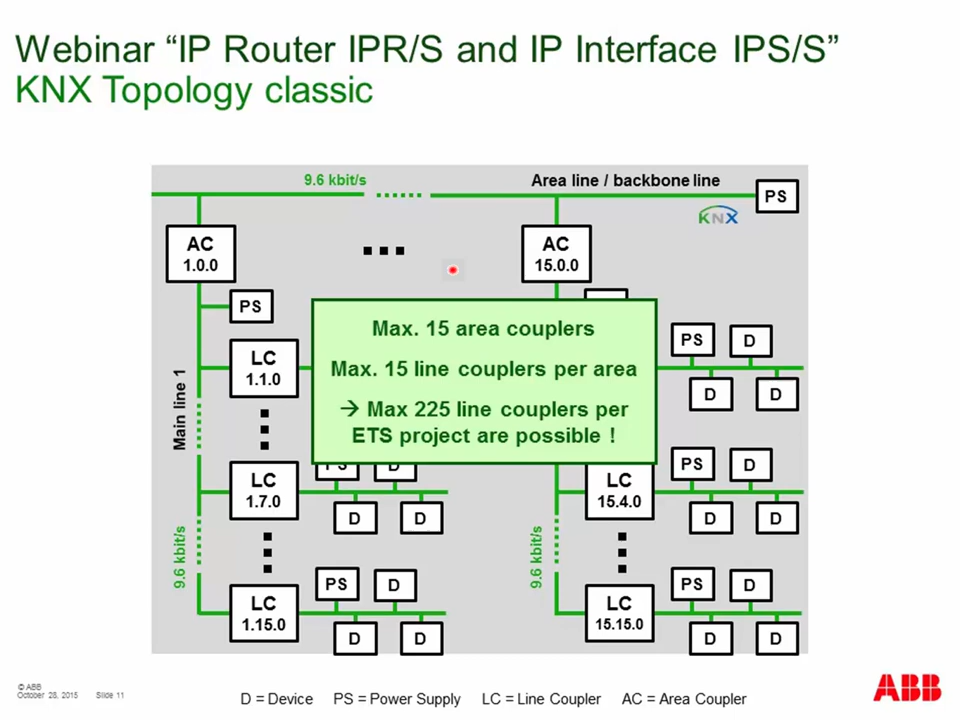 Webinar “IP Router IPR/S and IP Interface IPS/S”
KNX Topology classic
9.6 kbit/s
Area line / backbone line
PS
KNX
AC
1.0.0
AC
15.0.0
PS
Max. 15 area couplers
Max. 15 line couplers per area
→ Max 225 line couplers per
ETS project are possible !
Main line 1
LC
1.1.0
PS
D
D
D
LC
1.7.0
PS
D
D
D
LC
15.4.0
PS
D
D
D
9.6 kbit/s
LC
1.15.0
PS
D
D
D
9.6 kbit/s
LC
15.15.0
PS
D
D
D
© ABB
October 28, 2015 Slide 11
D = Device PS = Power Supply LC = Line Coupler AC = Area Coupler
ABB